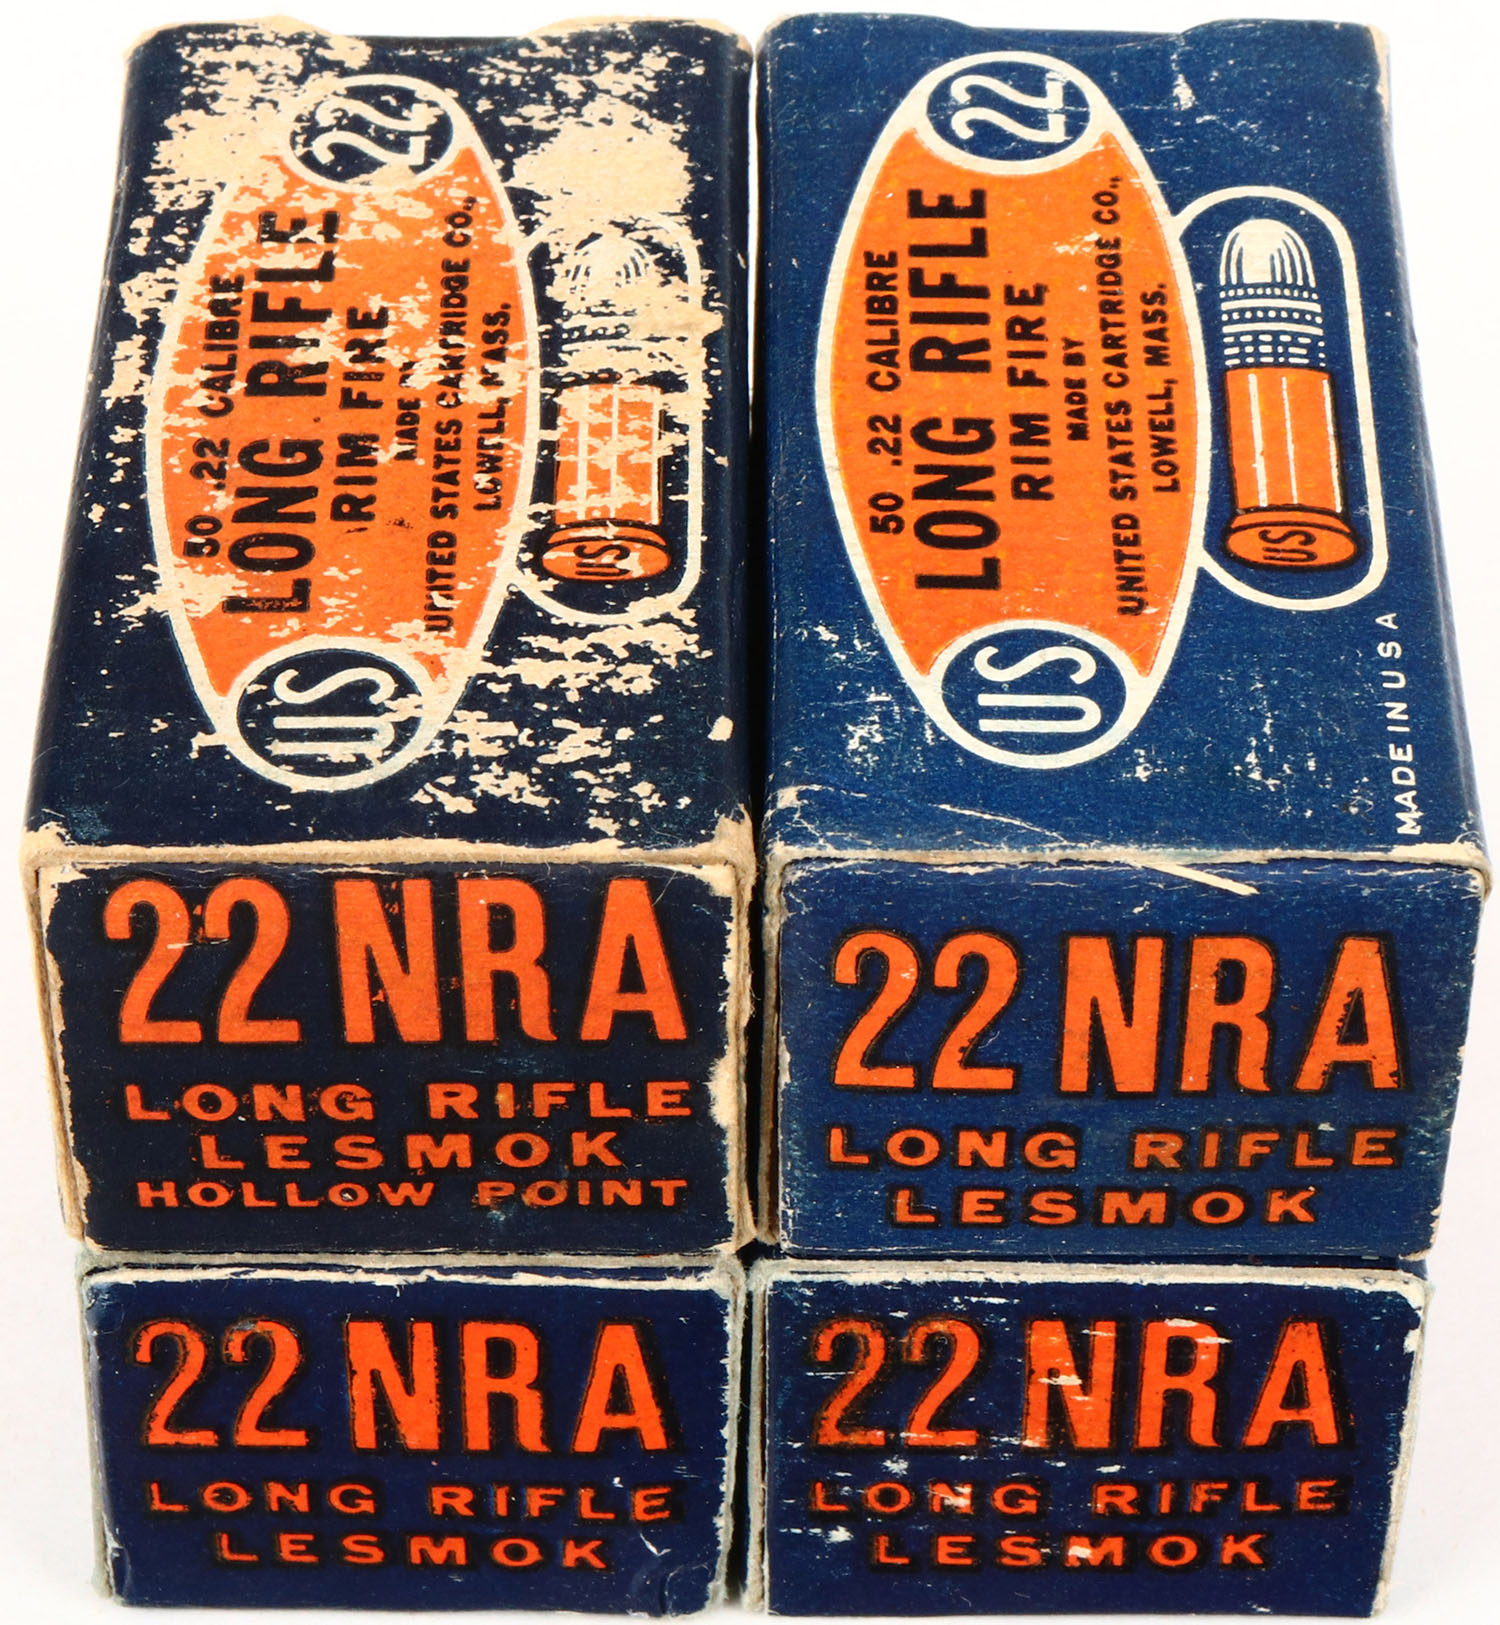 22
50 .22 CALIBRE
LONG RIFLE
RIM FIRE
MADE BY
UNITED STATES CARTRIDGE CO.,
LOWELL, MASS.
US
US
22 NRA
LONG RIFLE
LESMOK
HOLLOW POINT
22
50 .22 CALIBRE
LONG RIFLE
RIM FIRE
MADE BY
UNITED STATES CARTRIDGE CO.,
LOWELL, MASS.
US
US
MADE IN USA
22 NRA
LONG RIFLE
LESMOK
22 NRA
LONG RIFLE
LESMOK
22 NRA
LONG RIFLE
LESMOK